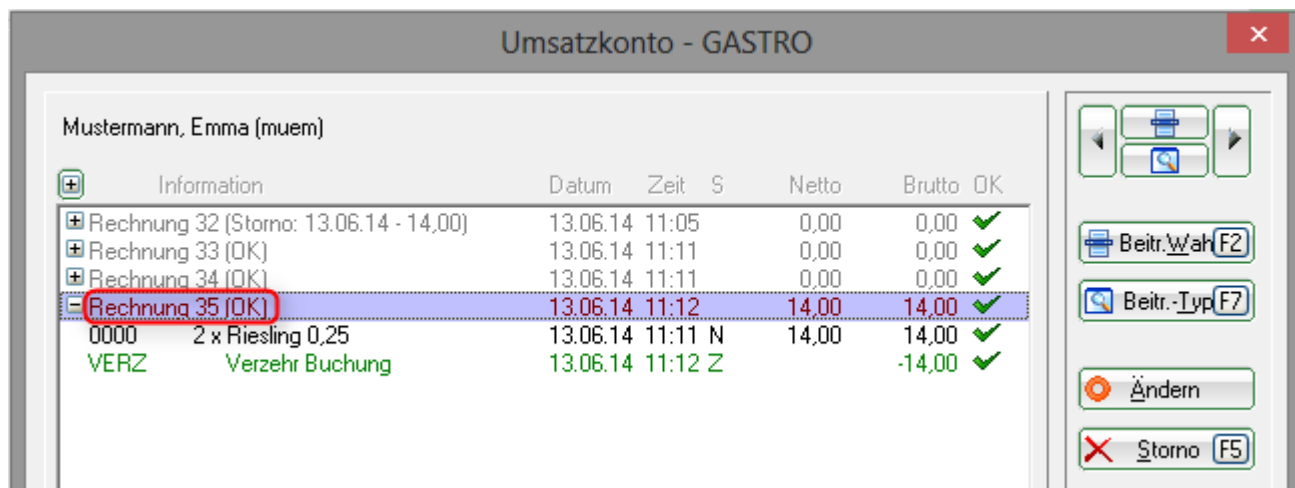 Umsatzkonto - GASTRO
Mustermann, Emma (muem)
Information Datum Zeit S Netto Brutto OK
Rechnung 32 (Storno: 13.06.14 - 14,00) 13.06.14 11:05 0,00 0,00
Rechnung 33 (OK) 13.06.14 11:11 0,00 0,00
Rechnung 34 (OK) 13.06.14 11:11 0,00 0,00
Rechnung 35 (OK) 13.06.14 11:12 14,00 14,00
0000 2 x Riesling 0,25 13.06.14 11:11 N 14,00 14,00
VERZ Verzehr Buchung 13.06.14 11:12 Z -14,00
Beitr.Wah F2
Beitr.-Typ F7
Ändern
Storno F5